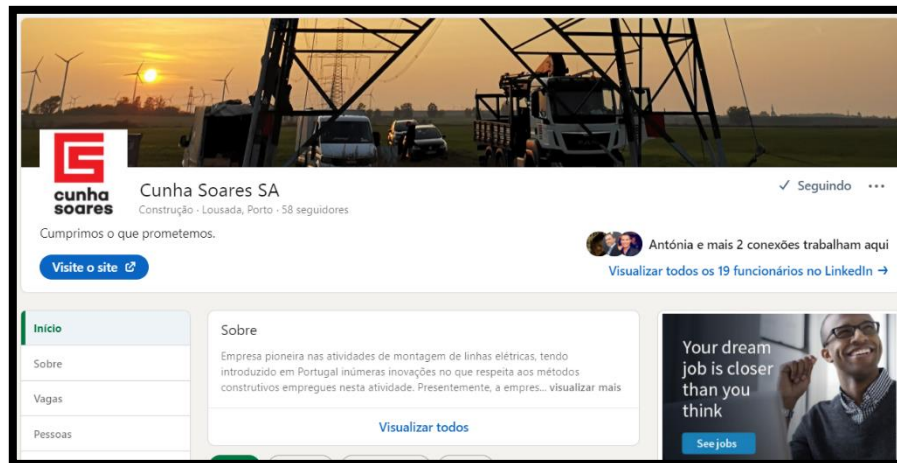 cunha
soares
Cunha Soares SA
Construção · Lousada, Porto · 58 seguidores
✓ Seguindo ···
Cumprimos o que prometemos.
Antónia e mais 2 conexões trabalham aqui
Visite o site
Visualizar todos os 19 funcionários no LinkedIn →
Início
Sobre
Vagas
Pessoas
Sobre
Empresa pioneira nas atividades de montagem de linhas elétricas, tendo
introduzido em Portugal inúmeras inovações no que respeita aos métodos
construtivos empregues nesta atividade. Presentemente, a empres... visualizar mais
Visualizar todos
Your dream
job is closer
than you
think
See jobs